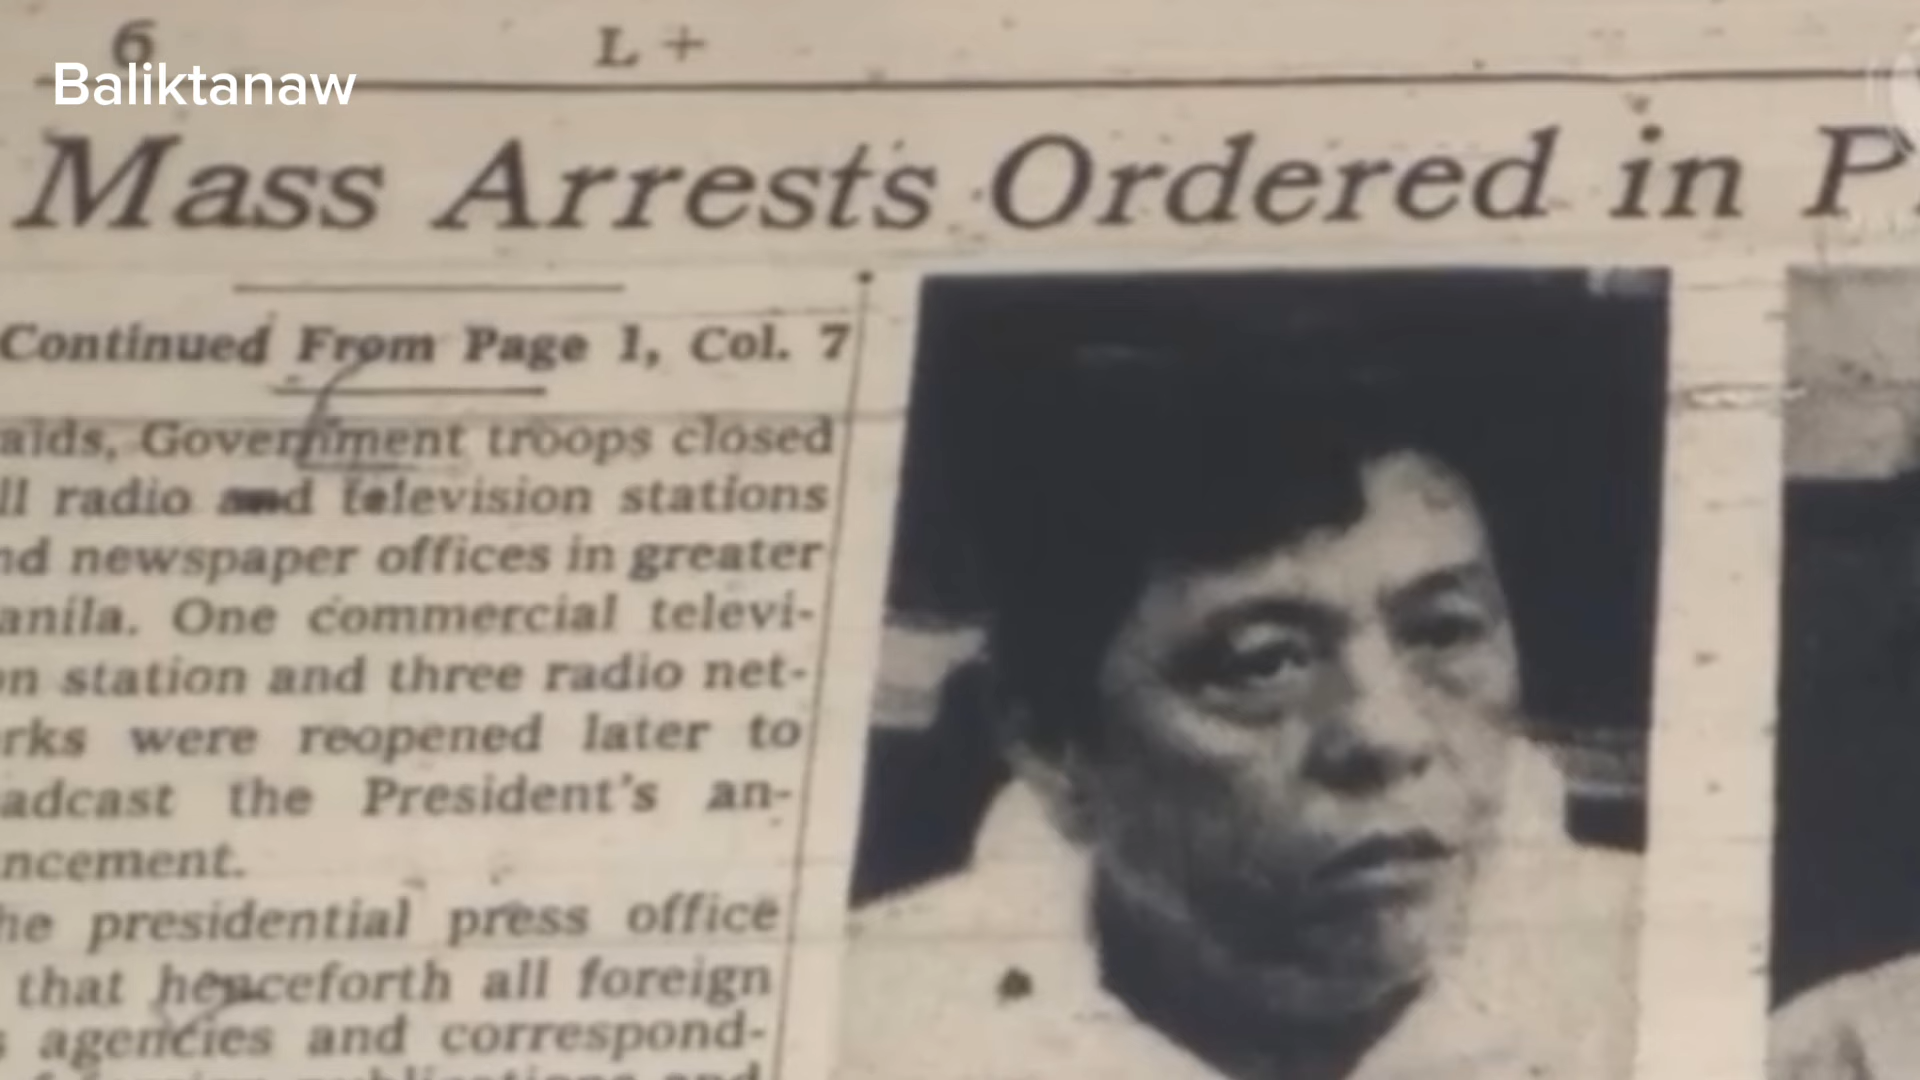 6 L +
Baliktanaw
Mass Arrests Ordered in P
Continued From Page 1, Col. 7
aids, Government troops closed
ll radio and television stations
nd newspaper offices in greater
anila. One commercial televi-
on station and three radio net-
rks were reopened later to
adcast the President's an-
ncement.
he presidential press office
that henceforth all foreign
s agencies and correspond-